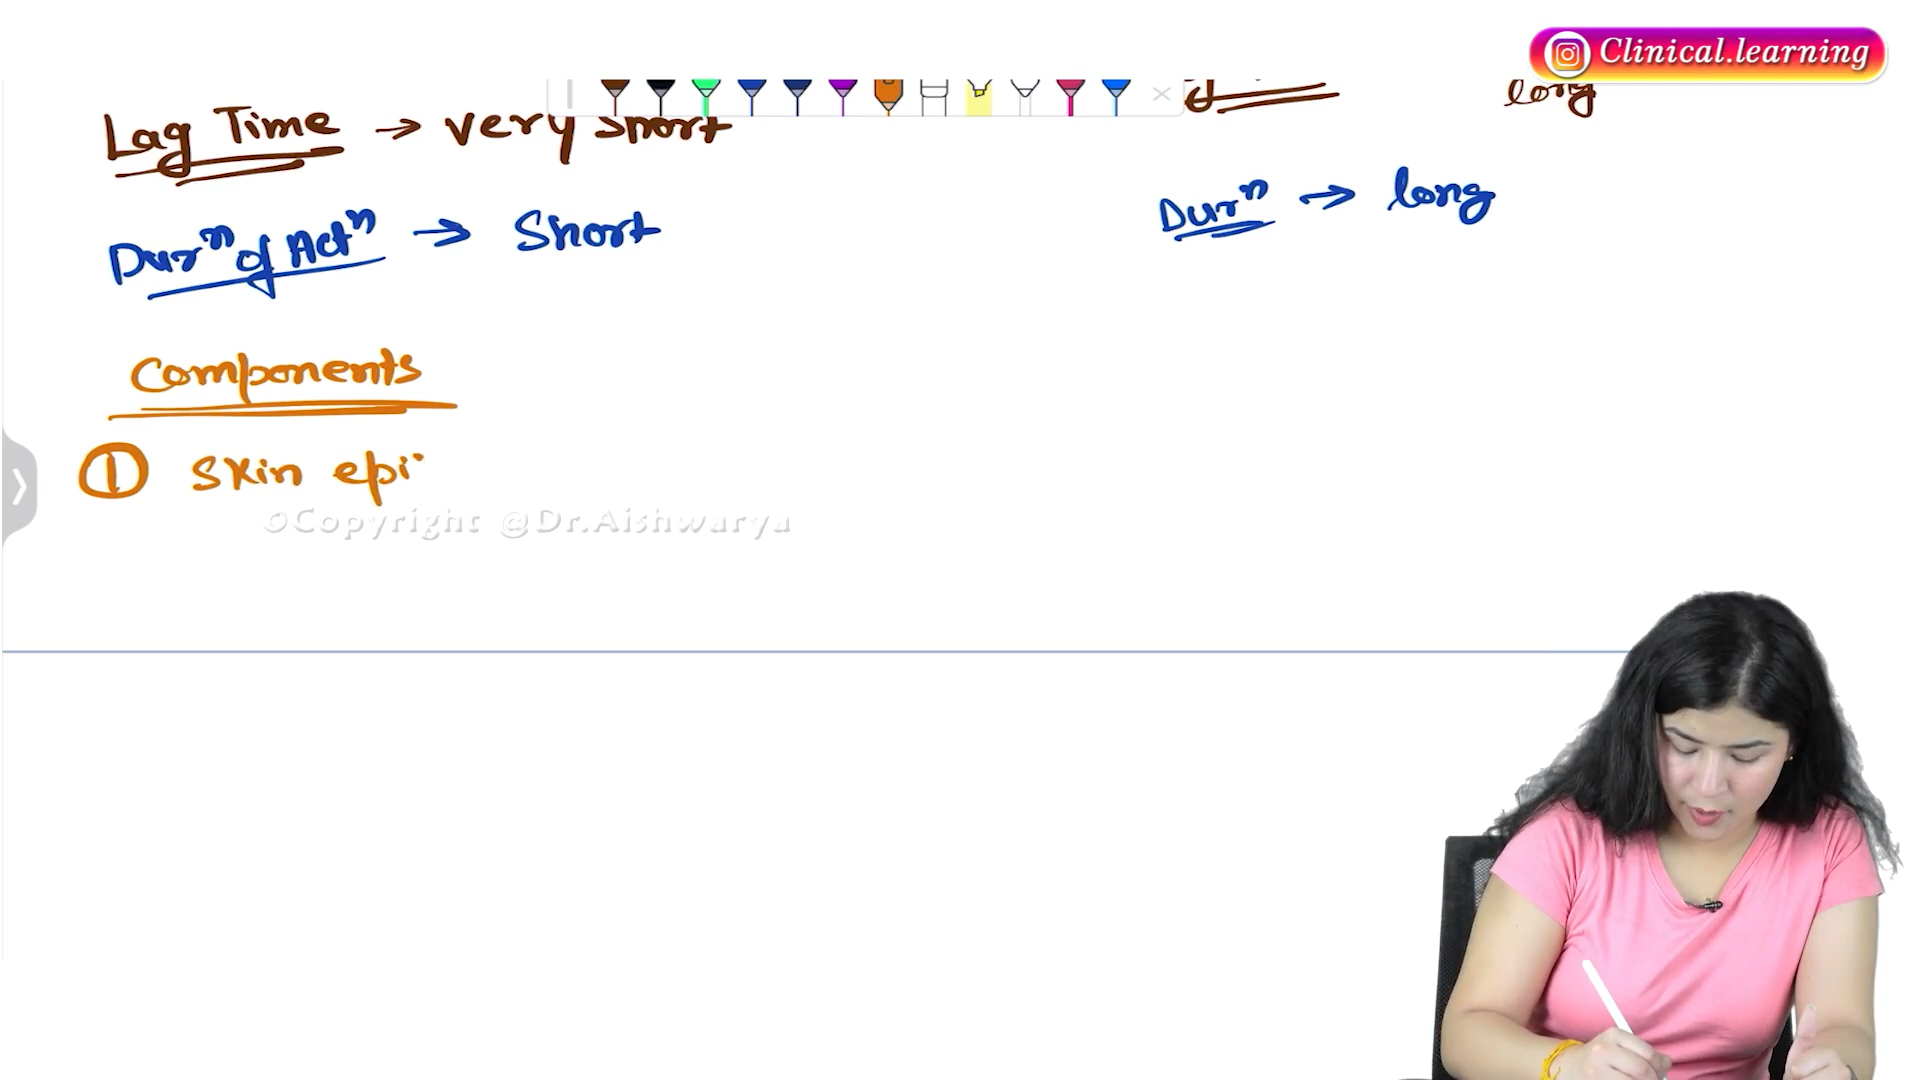 Clinical.learning
long
Lag Time → very short
Durⁿ of Actⁿ → Short
Durⁿ → long
Components
① Skin epi
©Copyright @Dr.Aishwarya